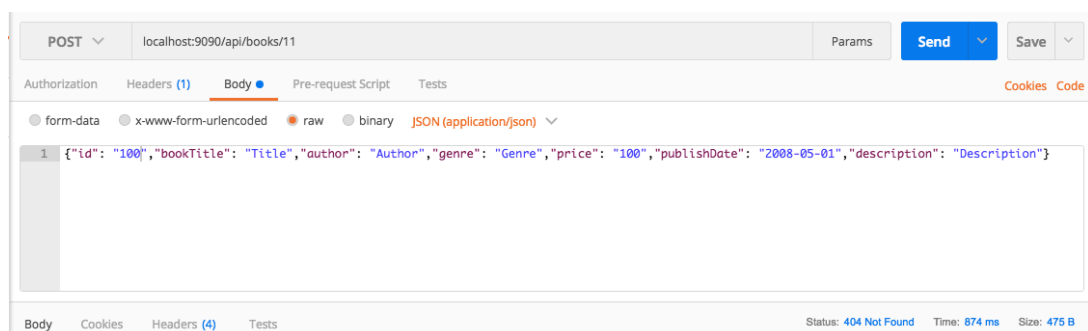 POST localhost:9090/api/books/11 Params Send Save
Authorization Headers (1) Body Pre-request Script Tests Cookies Code
form-data x-www-form-urlencoded raw binary JSON (application/json)
1 {"id": "100","bookTitle": "Title","author": "Author","genre": "Genre","price": "100","publishDate": "2008-05-01","description": "Description"}
Body Cookies Headers (4) Tests Status: 404 Not Found Time: 874 ms Size: 475 B